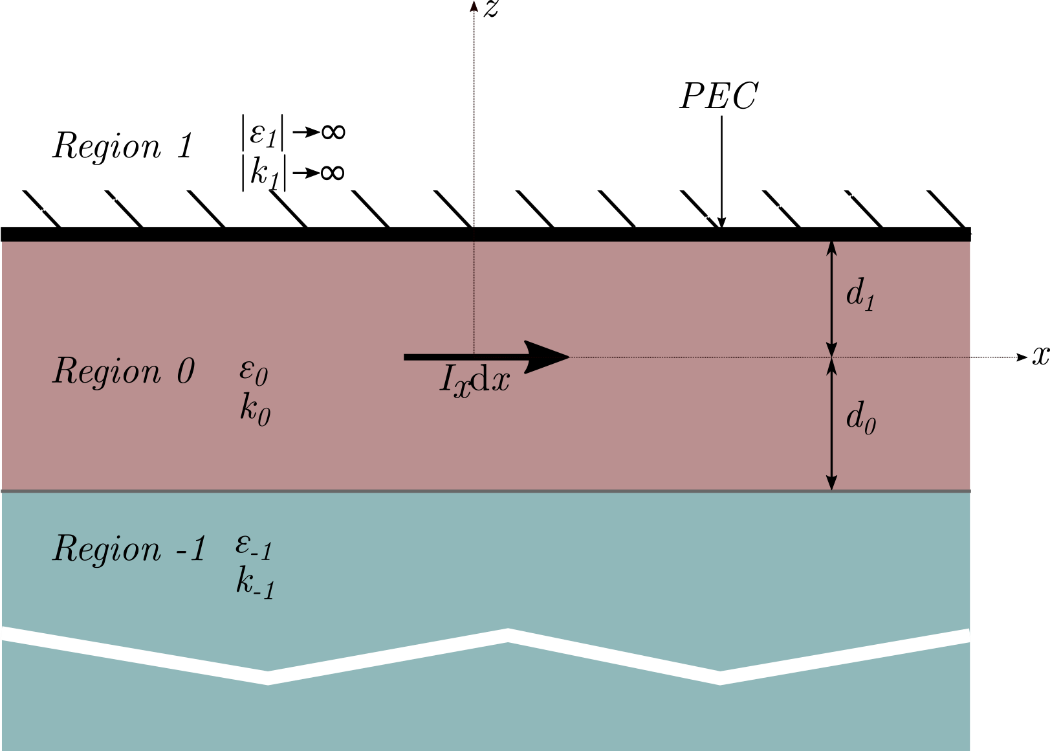 z
PEC
Region 1 |ε₁|→∞
|k₁|→∞
d₁
x
Region 0 ε₀
k₀
Iₓdx
d₀
Region -1 ε₋₁
k₋₁